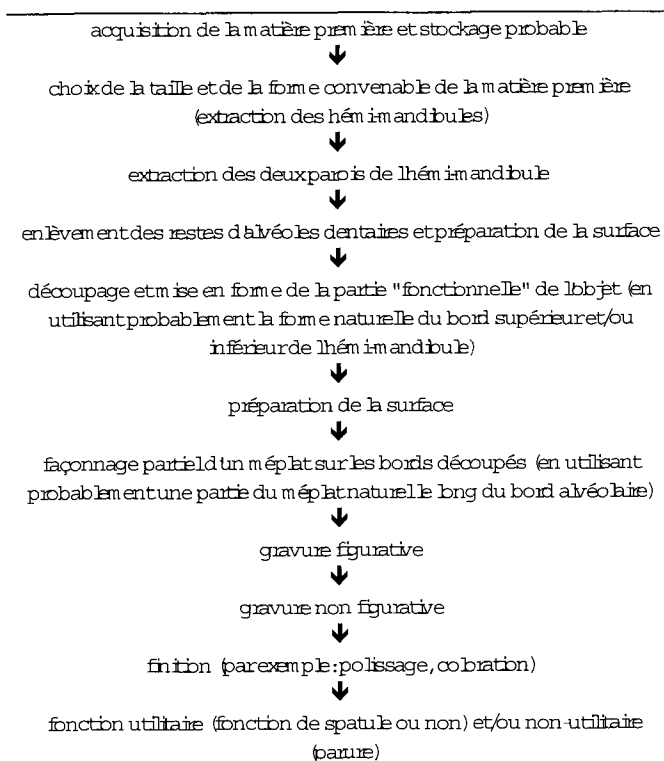 acquisition de la matière première et stockage probable
choix de la taille et de la forme convenable de la matière première
(extraction des hémi-mandibules)
extraction des deux parois de l'hémi-mandibule
enlèvement des restes d'alvéoles dentaires et préparation de la surface
découpage et mise en forme de la partie "fonctionnelle" de l'objet (en
utilisant probablement la forme naturelle du bord supérieur et/ou
inférieur de l'hémi-mandibule)
préparation de la surface
façonnage partiel d'un méplat sur les bords découpés (en utilisant
probablement une partie du méplat naturel le long du bord alvéolaire)
gravure figurative
gravure non figurative
finition (par exemple: polissage, coloration)
fonction utilitaire (fonction de spatule ou non) et/ou non-utilitaire
(parure)